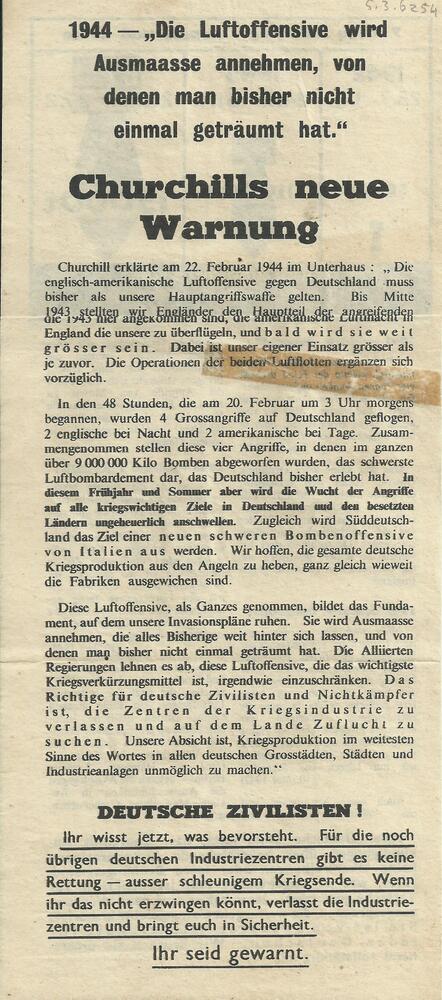 5.3.6254
1944 — „Die Luftoffensive wird
Ausmaasse annehmen, von
denen man bisher nicht
einmal geträumt hat.“
Churchills neue
Warnung
Churchill erklärte am 22. Februar 1944 im Unterhaus : „ Die
englisch-amerikanische Luftoffensive gegen Deutschland muss
bisher als unsere Hauptangriffswaffe gelten. Bis Mitte
1943 stellten wir Engländer den Hauptteil der angreifenden
die 1943 hier angekommen sind, die amerikanische Luftmacht in
England die unsere zu überflügeln, und bald wird sie weit
grösser sein. Dabei ist unser eigener Einsatz grösser als
je zuvor. Die Operationen der beiden Luftflotten ergänzen sich
vorzüglich.
In den 48 Stunden, die am 20. Februar um 3 Uhr morgens
begannen, wurden 4 Grossangriffe auf Deutschland geflogen,
2 englische bei Nacht und 2 amerikanische bei Tage. Zusam-
mengenommen stellen diese vier Angriffe, in denen im ganzen
über 9 000 000 Kilo Bomben abgeworfen wurden, das schwerste
Luftbombardement dar, das Deutschland bisher erlebt hat. In
diesem Frühjahr und Sommer aber wird die Wucht der Angriffe
auf alle kriegswichtigen Ziele in Deutschland und den besetzten
Ländern ungeheuerlich anschwellen. Zugleich wird Süddeutsch-
land das Ziel einer neuen schweren Bombenoffensive
von Italien aus werden. Wir hoffen, die gesamte deutsche
Kriegsproduktion aus den Angeln zu heben, ganz gleich wieweit
die Fabriken ausgewichen sind.
Diese Luftoffensive, als Ganzes genommen, bildet das Funda-
ment, auf dem unsere Invasionspläne ruhen. Sie wird Ausmaasse
annehmen, die alles Bisherige weit hinter sich lassen, und von
denen man bisher nicht einmal geträumt hat. Die Alliierten
Regierungen lehnen es ab, diese Luftoffensive, die das wichtigste
Kriegsverkürzungsmittel ist, irgendwie einzuschränken. Das
Richtige für deutsche Zivilisten und Nichtkämpfer
ist, die Zentren der Kriegsindustrie zu
verlassen und auf dem Lande Zuflucht zu
suchen. Unsere Absicht ist, Kriegsproduktion im weitesten
Sinne des Wortes in allen deutschen Grosstädten, Städten und
Industrieanlagen unmöglich zu machen.“
DEUTSCHE ZIVILISTEN !
Ihr wisst jetzt, was bevorsteht. Für die noch
übrigen deutschen Industriezentren gibt es keine
Rettung — ausser schleunigem Kriegsende. Wenn
ihr das nicht erzwingen könnt, verlasst die Industrie-
zentren und bringt euch in Sicherheit.
Ihr seid gewarnt.